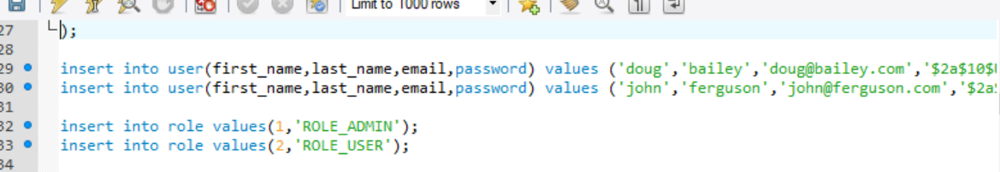 Limit to 1000 rows
27 );
28
29 insert into user(first_name,last_name,email,password) values ('doug','bailey','doug@bailey.com','$2a$10$
30 insert into user(first_name,last_name,email,password) values ('john','ferguson','john@ferguson.com','$2a
31
32 insert into role values(1,'ROLE_ADMIN');
33 insert into role values(2,'ROLE_USER');
34